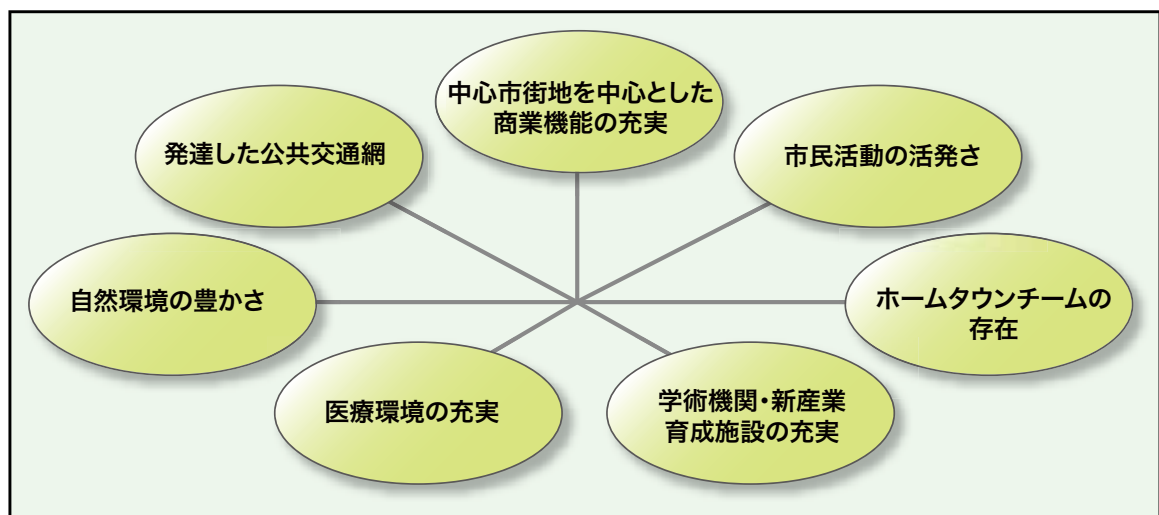 中心市街地を中心とした
商業機能の充実
発達した公共交通網
市民活動の活発さ
自然環境の豊かさ
ホームタウンチームの
存在
医療環境の充実
学術機関・新産業
育成施設の充実